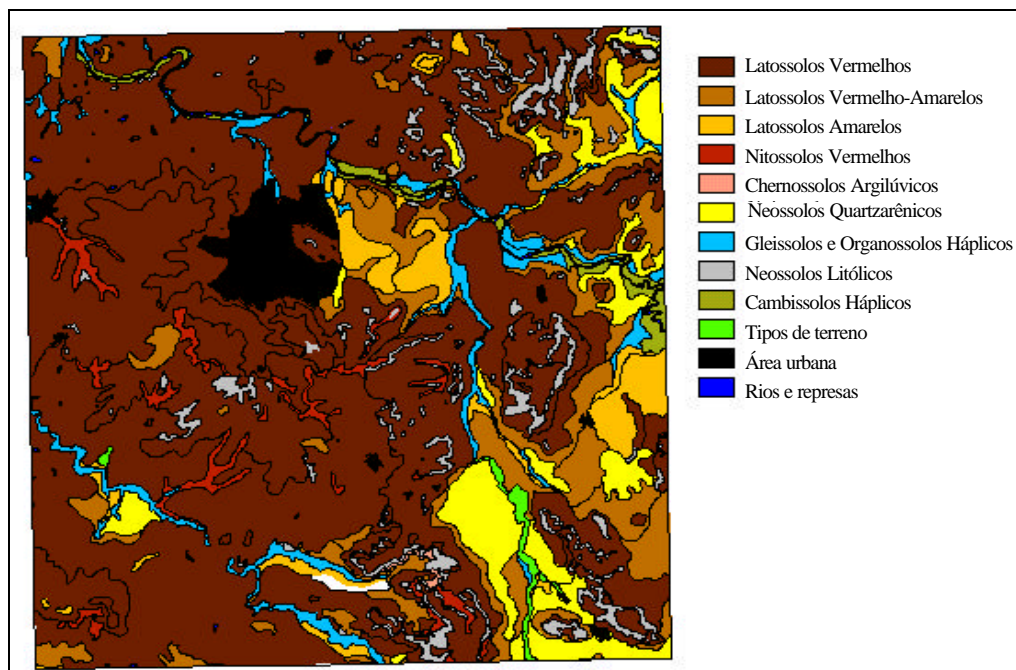 Latossolos Vermelhos
Latossolos Vermelho-Amarelos
Latossolos Amarelos
Nitossolos Vermelhos
Chernossolos Argilúvicos
Neossolos Quartzarênicos
Gleissolos e Organossolos Háplicos
Neossolos Litólicos
Cambissolos Háplicos
Tipos de terreno
Área urbana
Rios e represas